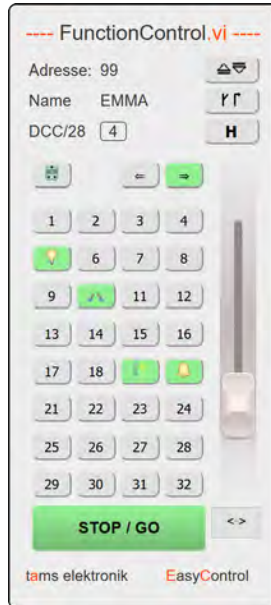 ---- FunctionControl.vi ----
Adresse: 99
Name EMMA
DCC/28 4
H
⇐ ⇒
1 2 3 4
6 7 8
9 11 12
13 14 15 16
17 18
21 22 23 24
25 26 27 28
29 30 31 32
STOP / GO <->
tams elektronik EasyControl